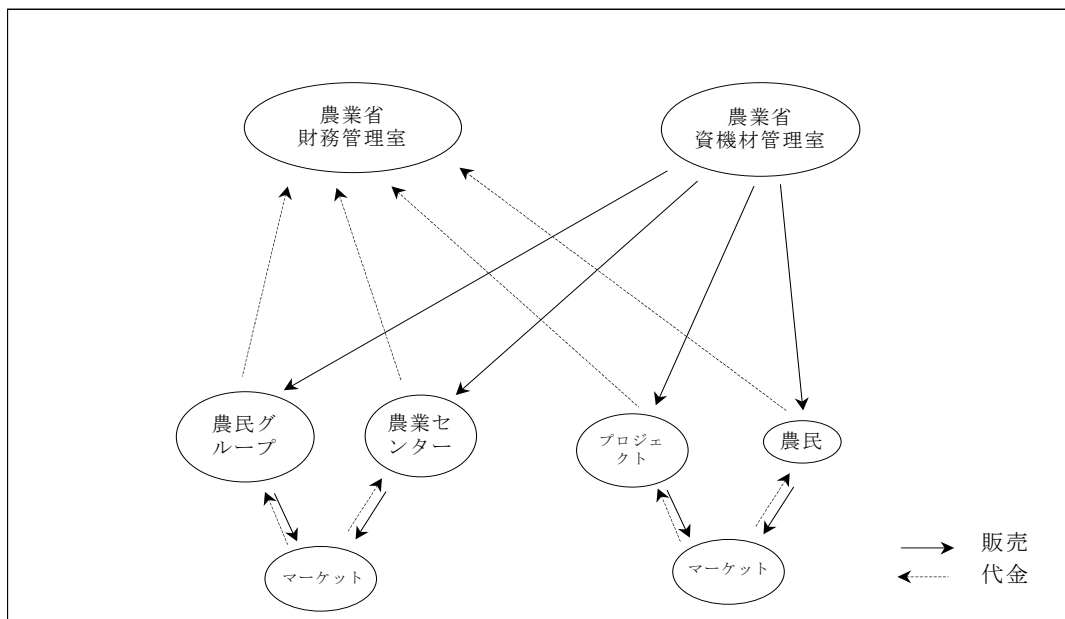 農業省
財務管理室
農業省
資機材管理室
農民グ
ループ
農業セ
ンター
プロジェ
クト
農民
マーケット
マーケット
販売
代金